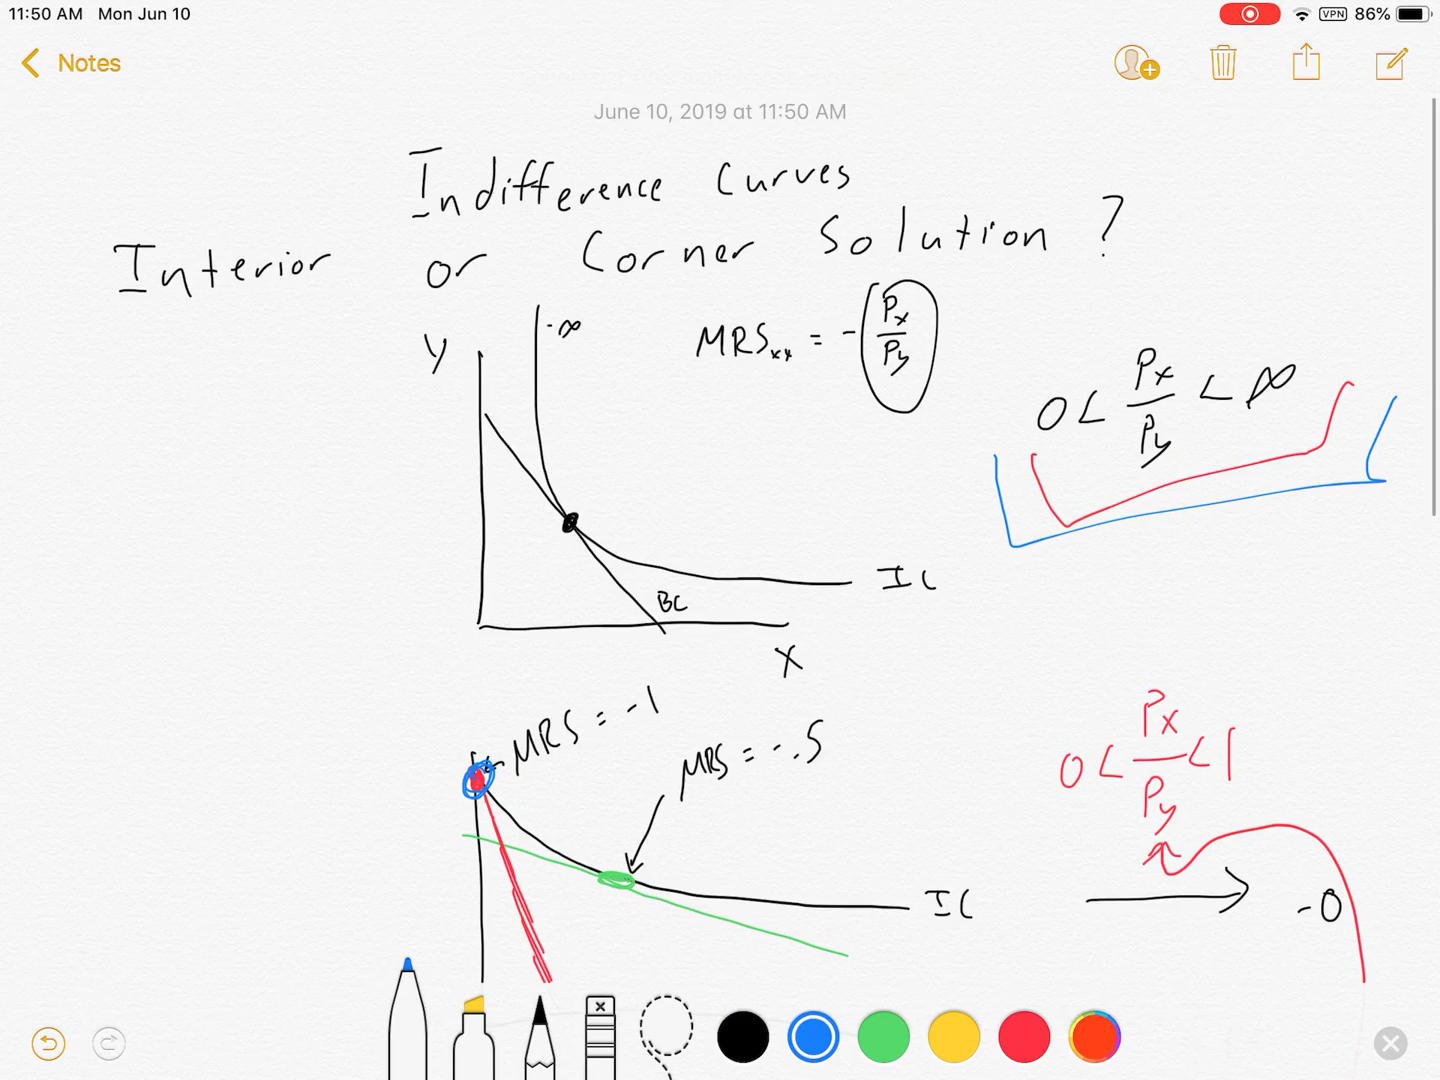 11:50 AM Mon Jun 10
VPN 86%
Notes
June 10, 2019 at 11:50 AM
Indifference Curves
Interior or Corner Solution ?
-∞
Y
MRS = - Px/Py
0 < Px/Py < ∞
IC
BC
X
MRS = -1
MRS = -.5
0 < Px/Py < 1
IC
-0